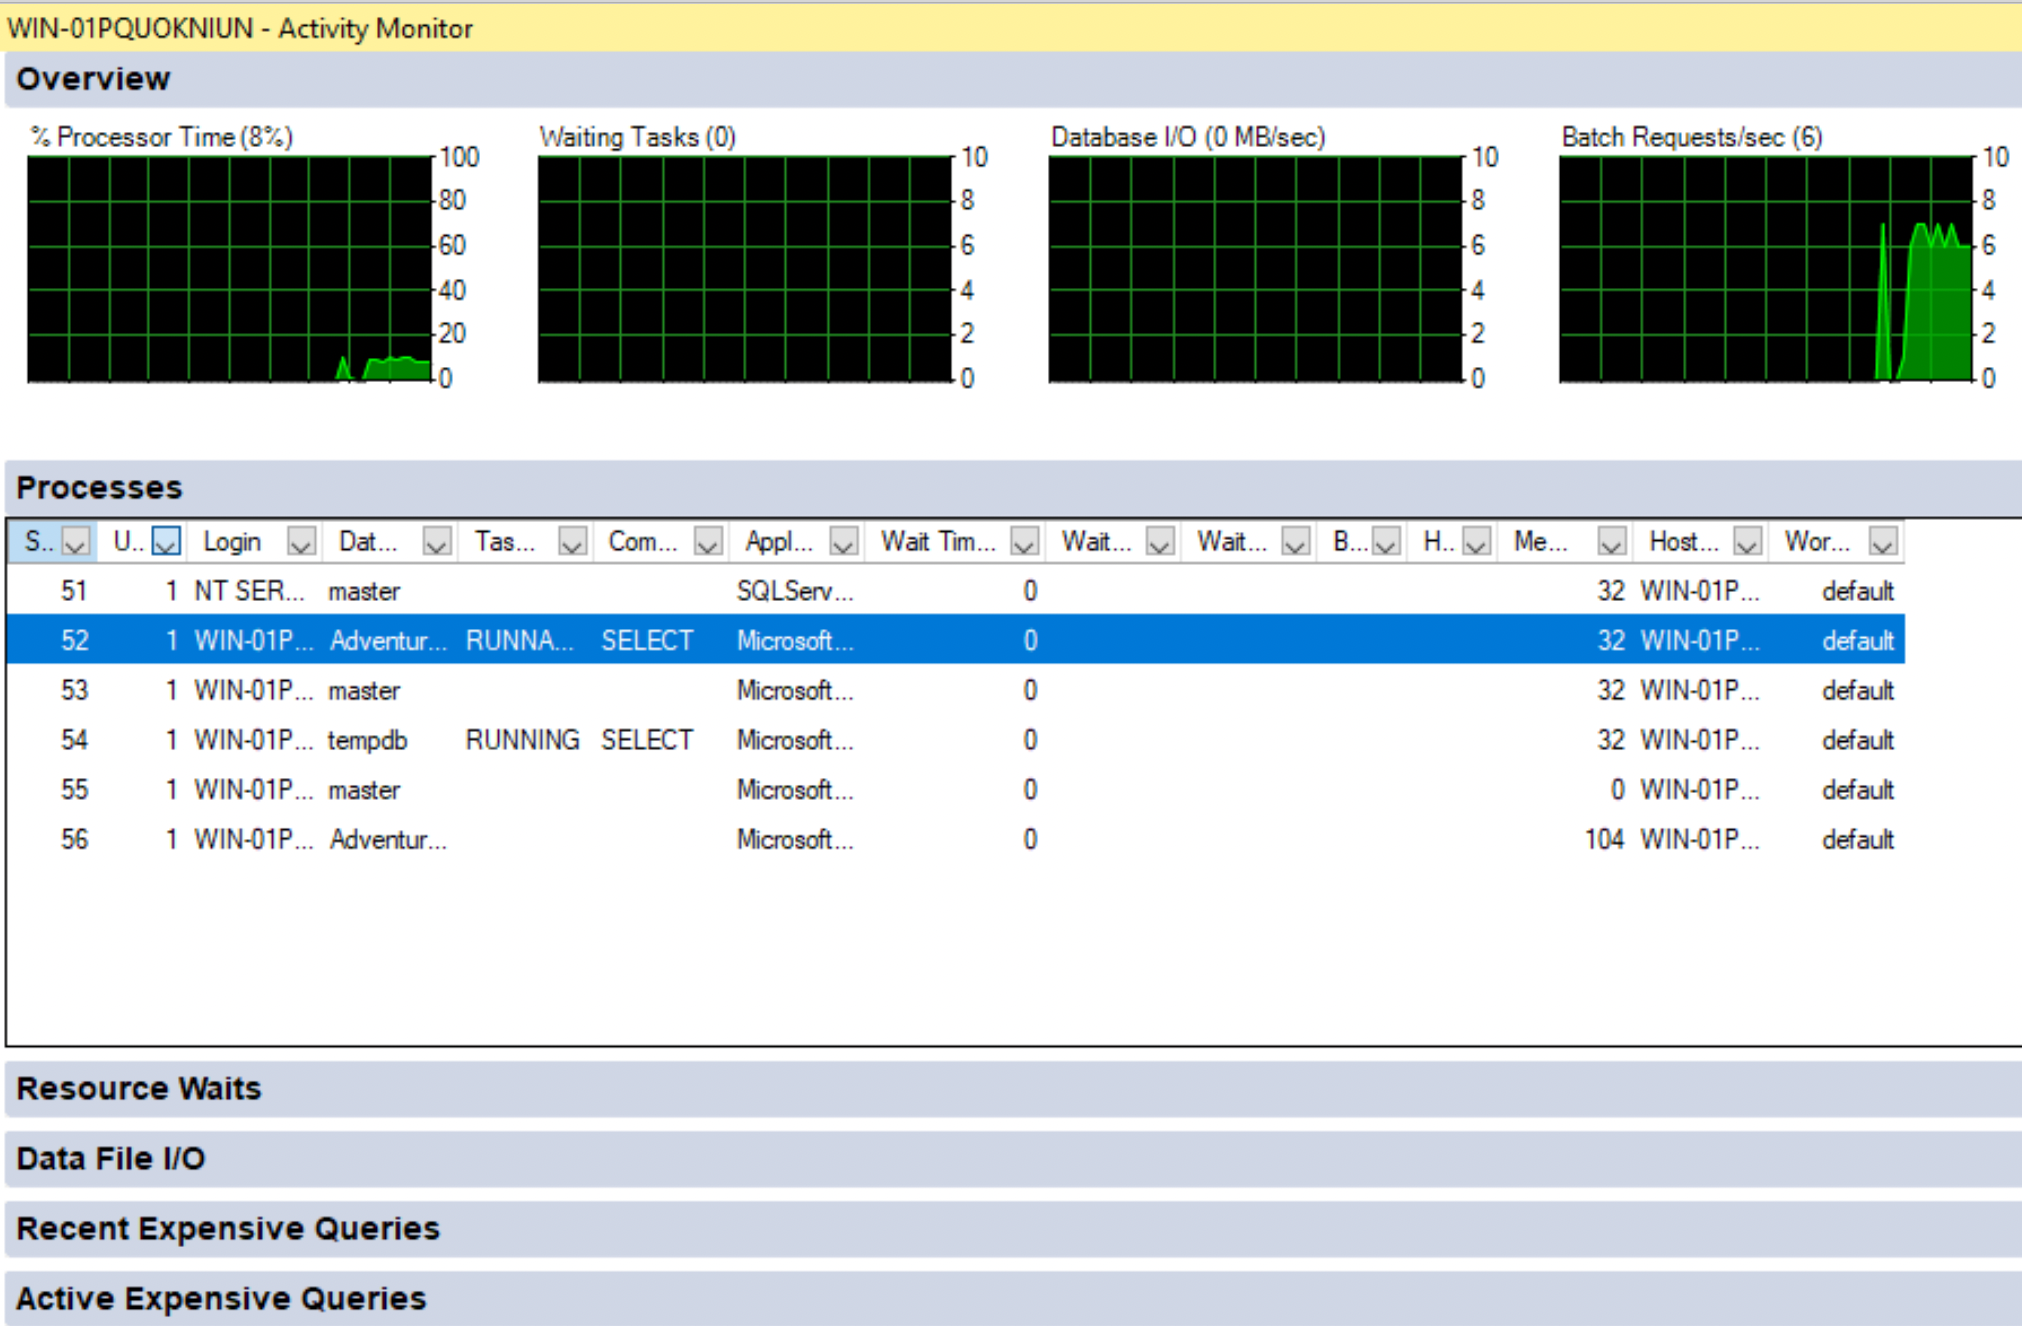 WIN-01PQUOKNIUN - Activity Monitor
Overview
% Processor Time (8%)
100
80
60
40
20
0
Waiting Tasks (0)
10
8
6
4
2
0
Database I/O (0 MB/sec)
10
8
6
4
2
0
Batch Requests/sec (6)
10
8
6
4
2
0
Processes
S.. U.. Login Dat... Tas... Com... Appl... Wait Tim... Wait... Wait... B... H.. Me... Host... Wor...
51 1 NT SER... master SQLServ... 0 32 WIN-01P... default
52 1 WIN-01P... Adventur... RUNNA... SELECT Microsoft... 0 32 WIN-01P... default
53 1 WIN-01P... master Microsoft... 0 32 WIN-01P... default
54 1 WIN-01P... tempdb RUNNING SELECT Microsoft... 0 32 WIN-01P... default
55 1 WIN-01P... master Microsoft... 0 0 WIN-01P... default
56 1 WIN-01P... Adventur... Microsoft... 0 104 WIN-01P... default
Resource Waits
Data File I/O
Recent Expensive Queries
Active Expensive Queries